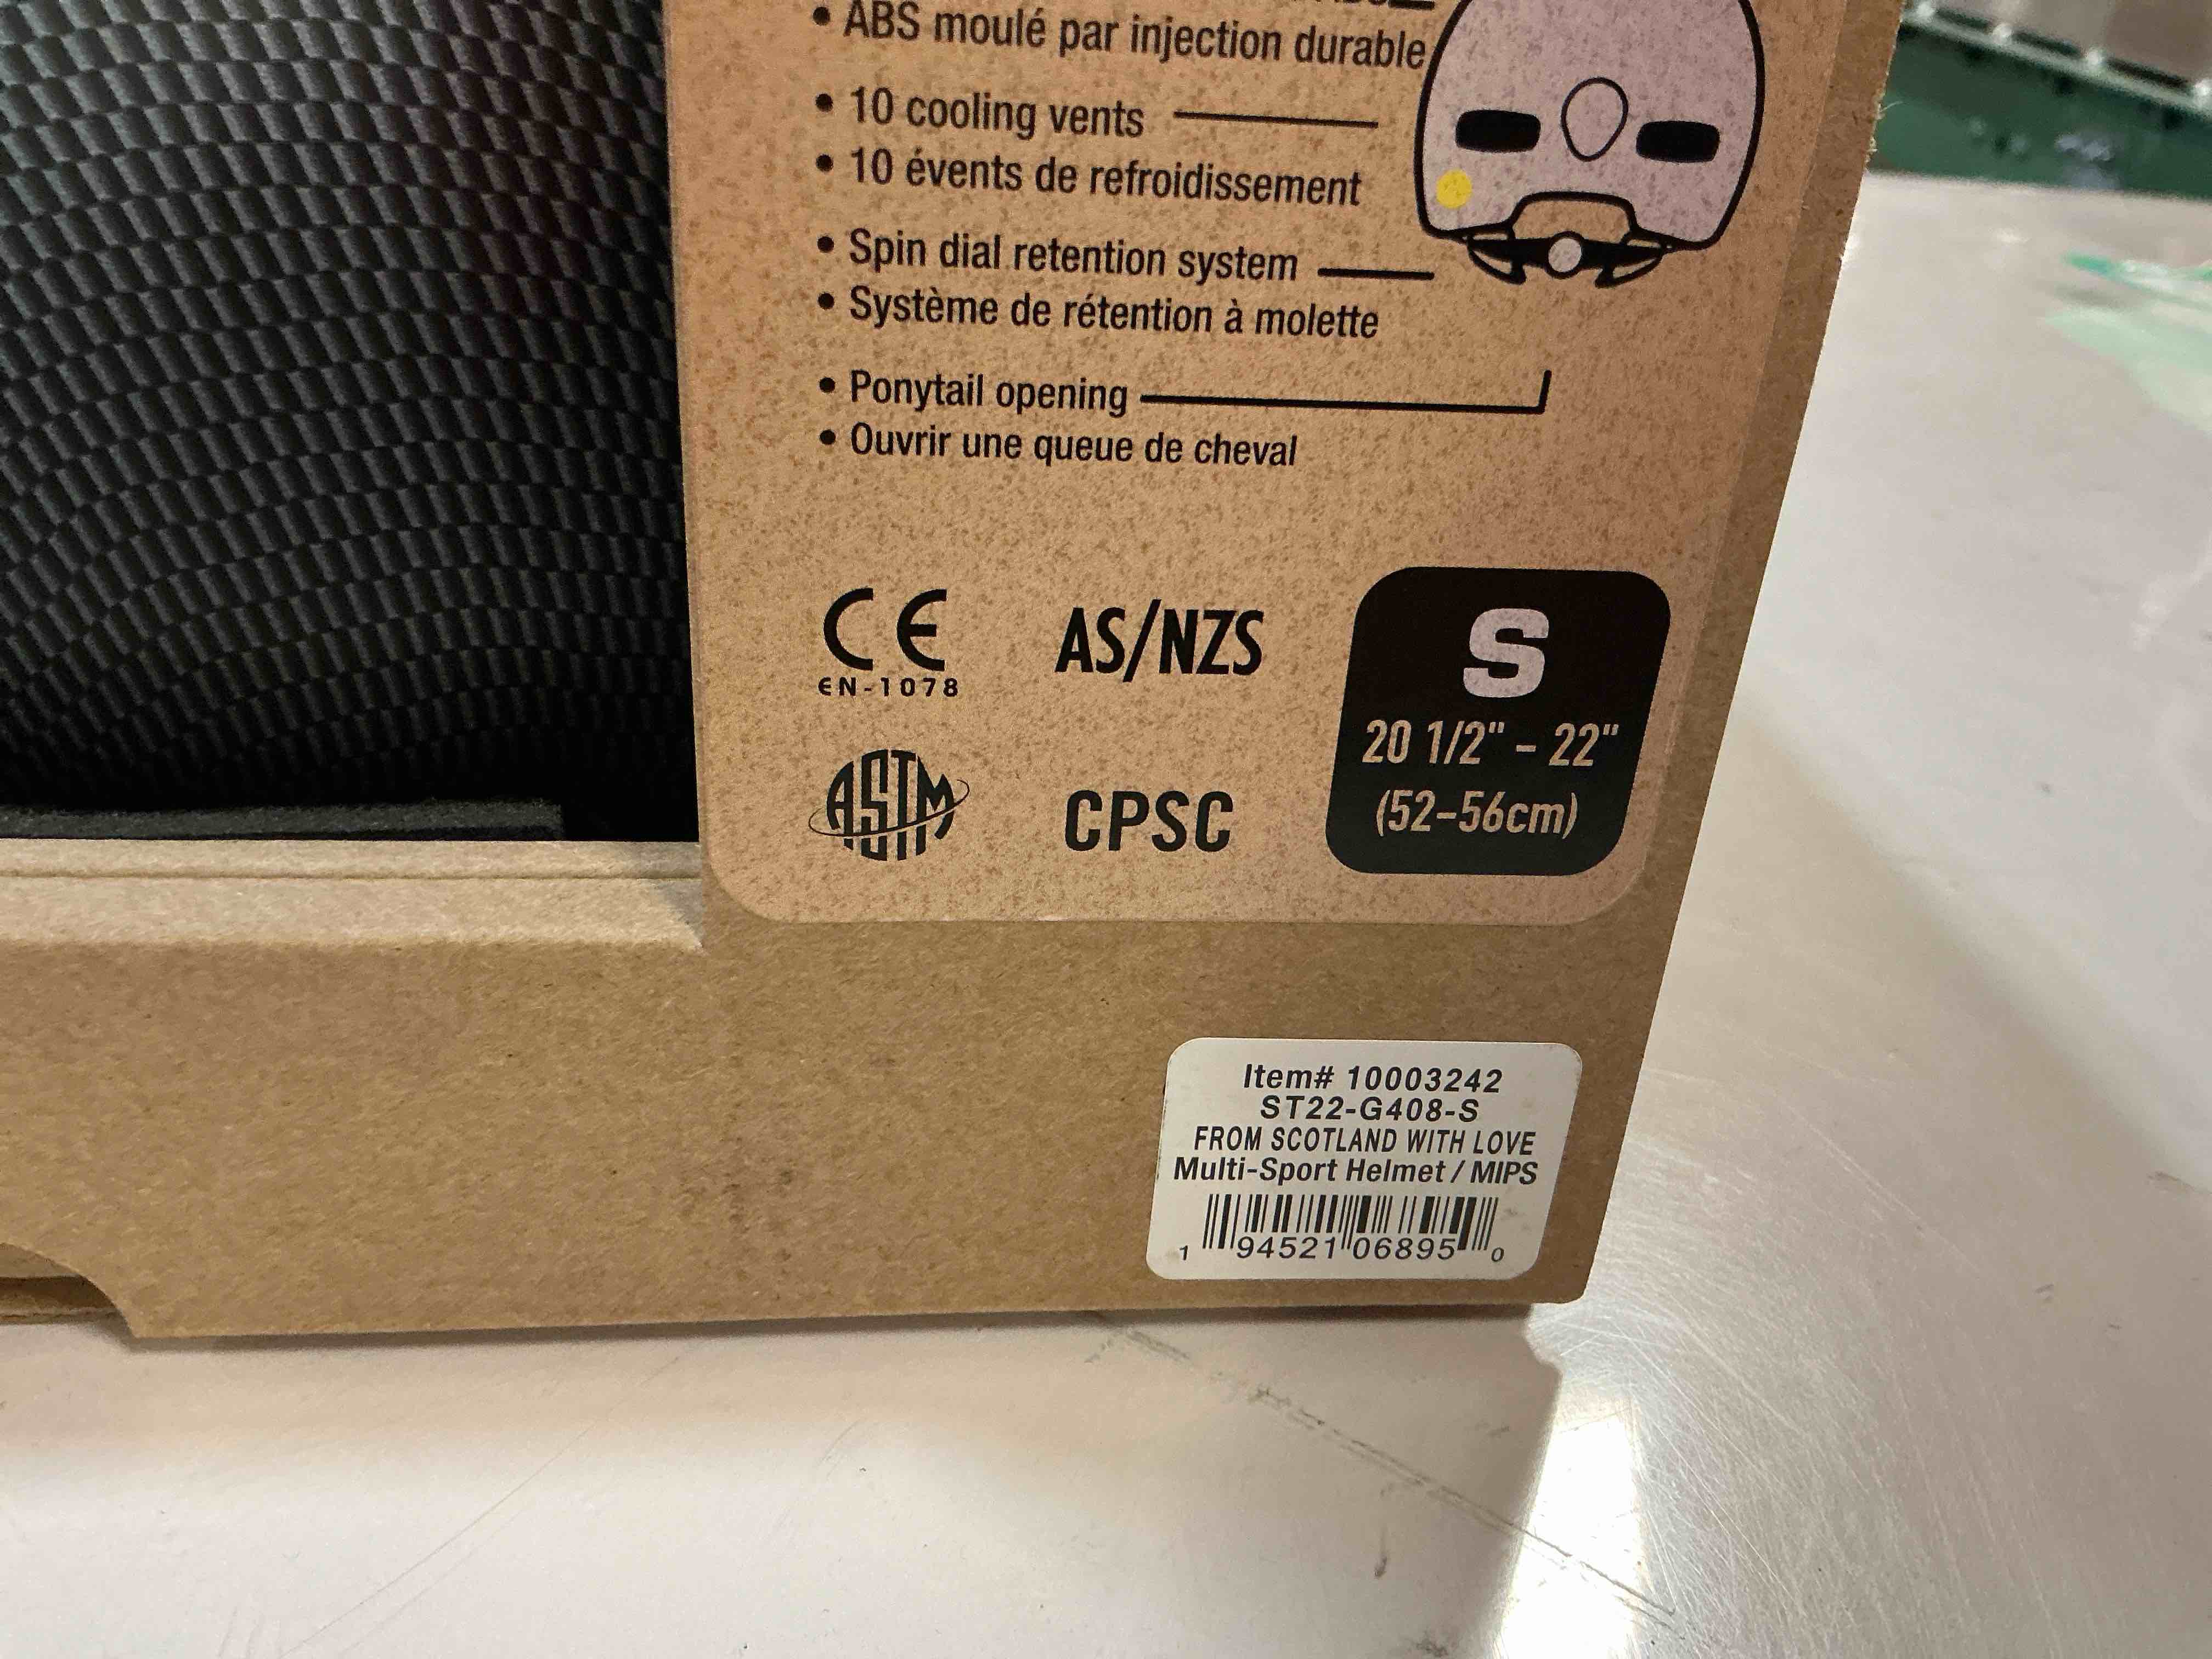 • ABS moulé par injection durable
• 10 cooling vents
• 10 évents de refroidissement
• Spin dial retention system
• Système de rétention à molette
• Ponytail opening
• Ouvrir une queue de cheval
CE AS/NZS
EN-1078
S
20 1/2" - 22"
(52-56cm)
ASTM CPSC
Item# 10003242
ST22-G408-S
FROM SCOTLAND WITH LOVE
Multi-Sport Helmet / MIPS
1 94521 06895 0